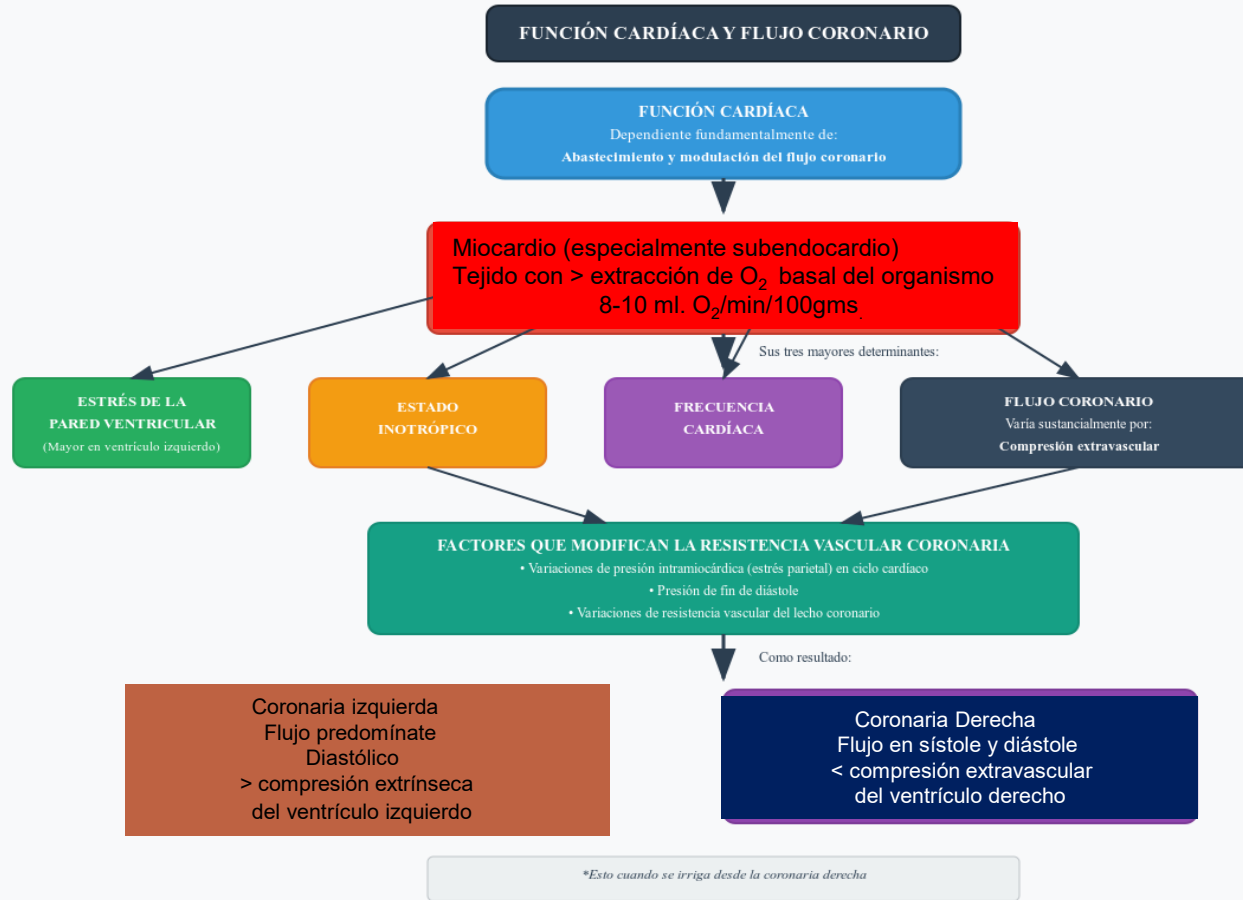 FUNCIÓN CARDÍACA Y FLUJO CORONARIO
FUNCIÓN CARDÍACA
Dependiente fundamentalmente de:
Abastecimiento y modulación del flujo coronario
Miocardio (especialmente subendocardio)
Tejido con > extracción de O₂ basal del organismo
8-10 ml. O₂/min/100gms.
Sus tres mayores determinantes:
ESTRÉS DE LA
PARED VENTRICULAR
(Mayor en ventrículo izquierdo)
ESTADO
INOTRÓPICO
FRECUENCIA
CARDÍACA
FLUJO CORONARIO
Varía sustancialmente por:
Compresión extravascular
FACTORES QUE MODIFICAN LA RESISTENCIA VASCULAR CORONARIA
• Variaciones de presión intramiocárdica (estrés parietal) en ciclo cardíaco
• Presión de fin de diástole
• Variaciones de resistencia vascular del lecho coronario
Como resultado:
Coronaria izquierda
Flujo predomínate
Diastólico
> compresión extrínseca
del ventrículo izquierdo
Coronaria Derecha
Flujo en sístole y diástole
< compresión extravascular
del ventrículo derecho
*Esto cuando se irriga desde la coronaria derecha